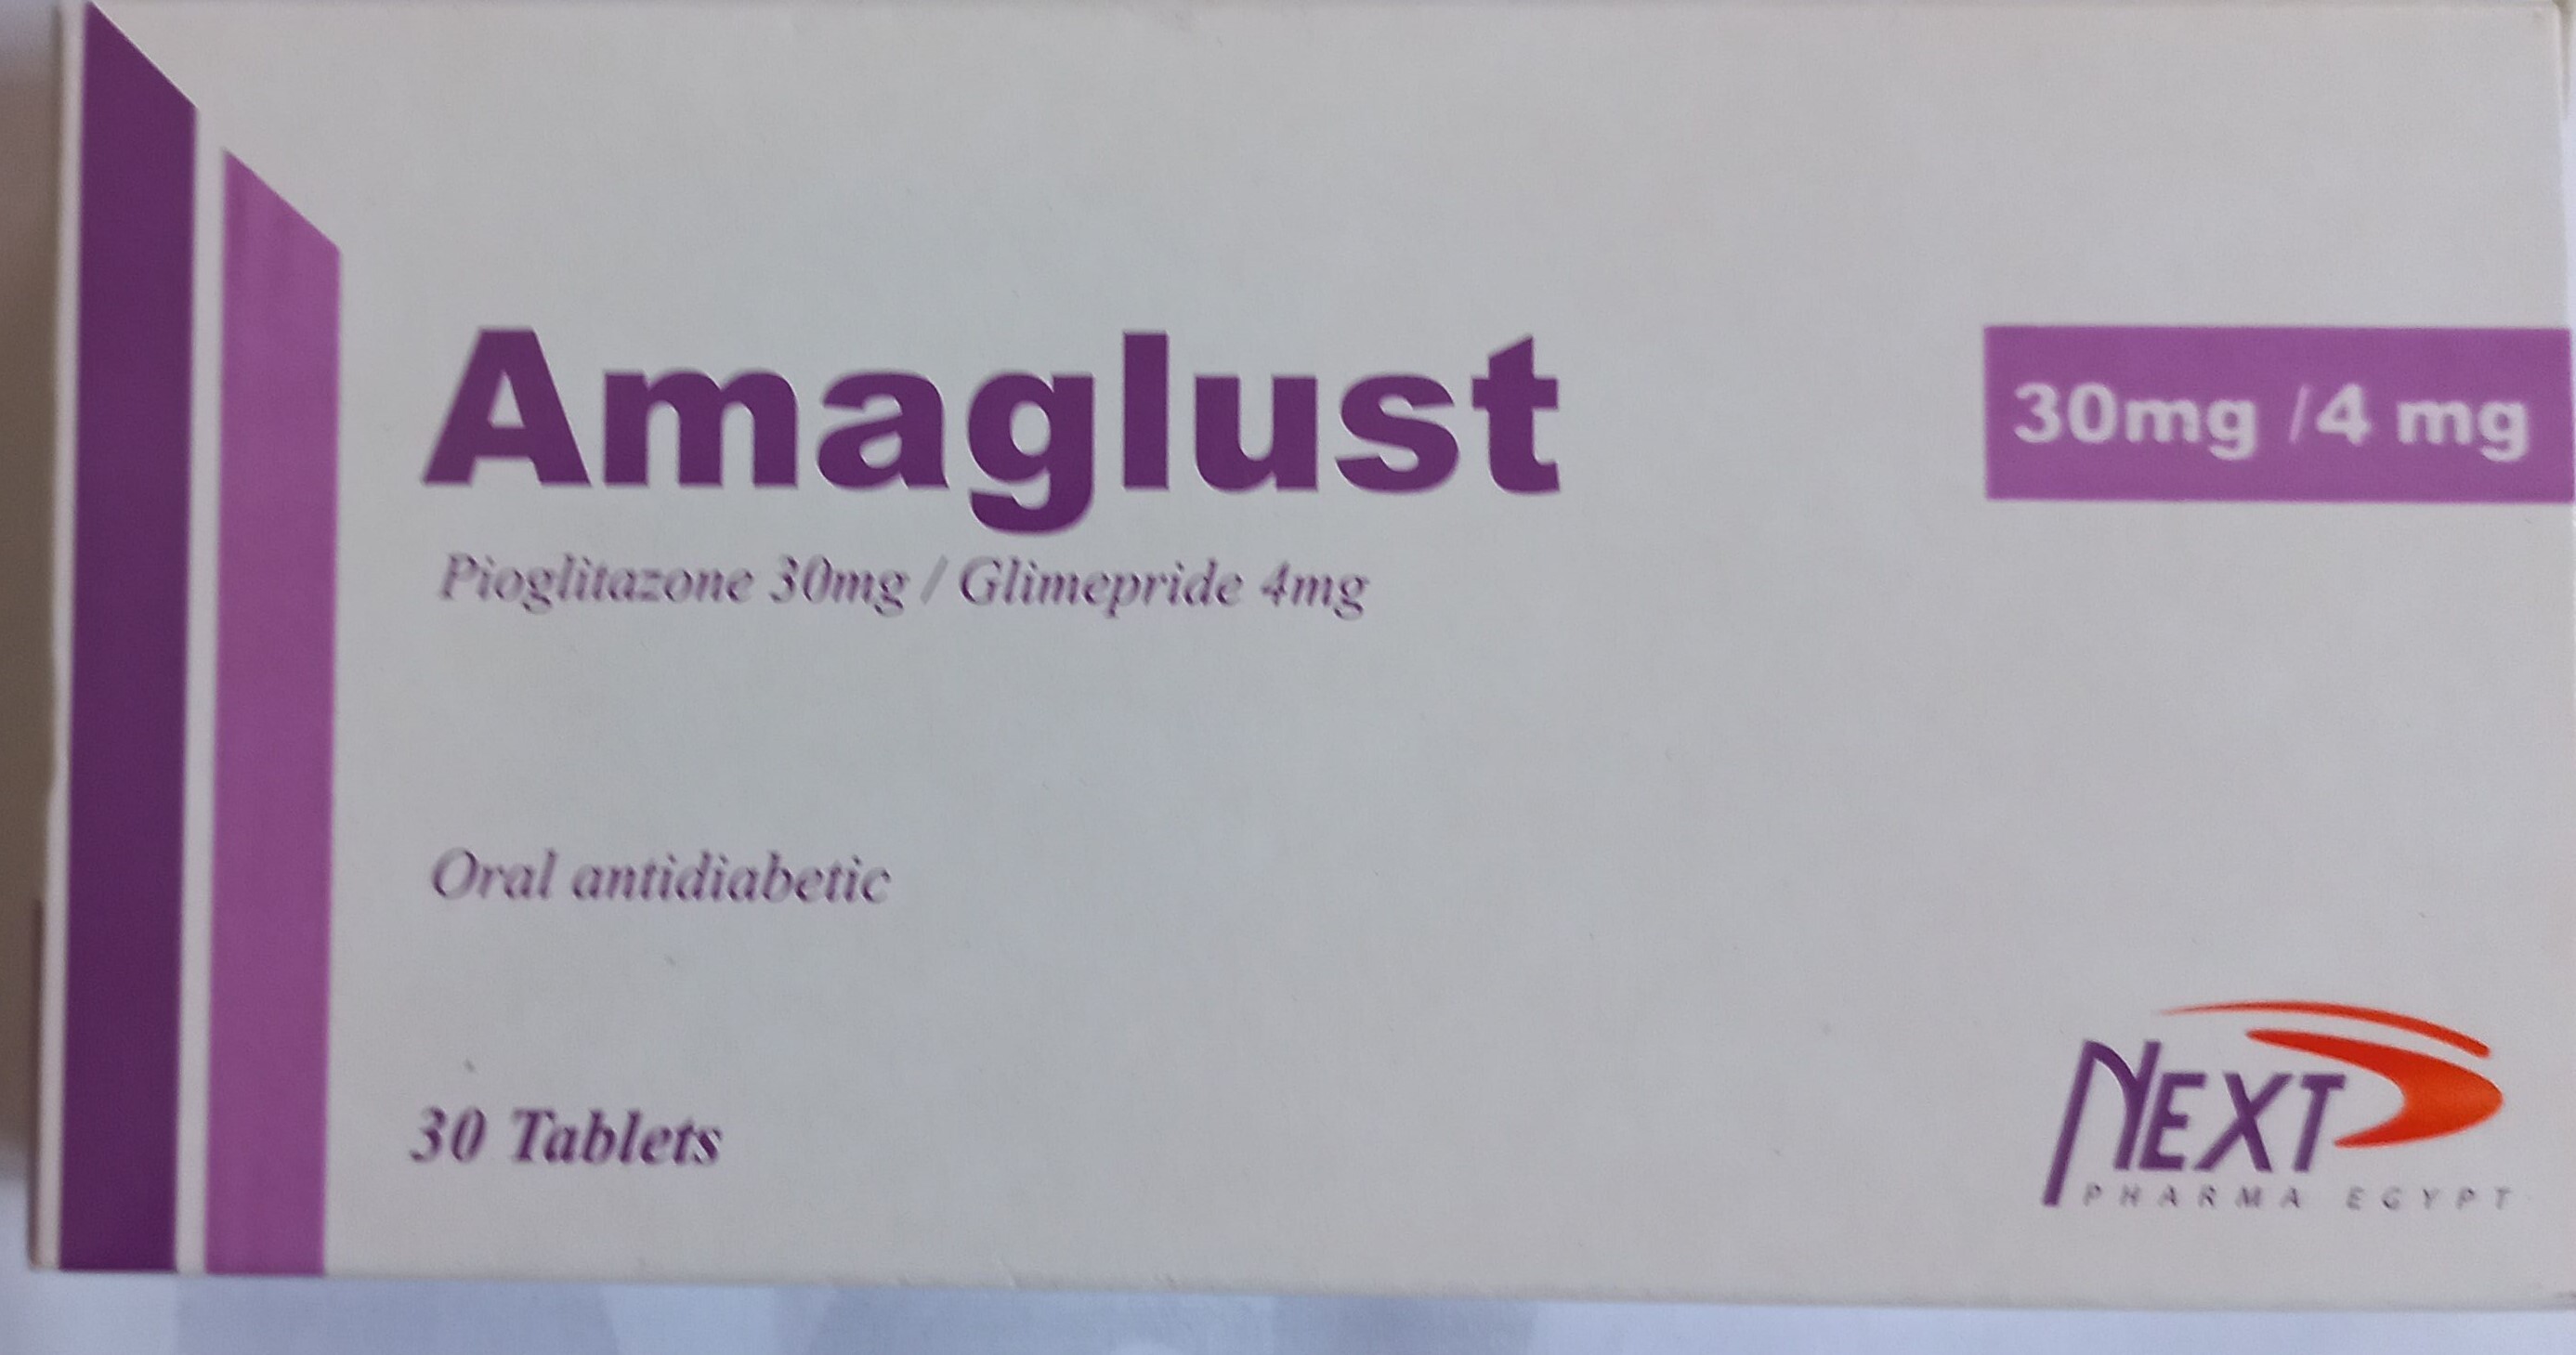 Amaglust
30mg /4 mg
Pioglitazone 30mg / Glimepride 4mg
Oral antidiabetic
30 Tablets
NEXT
PHARMA EGYPT